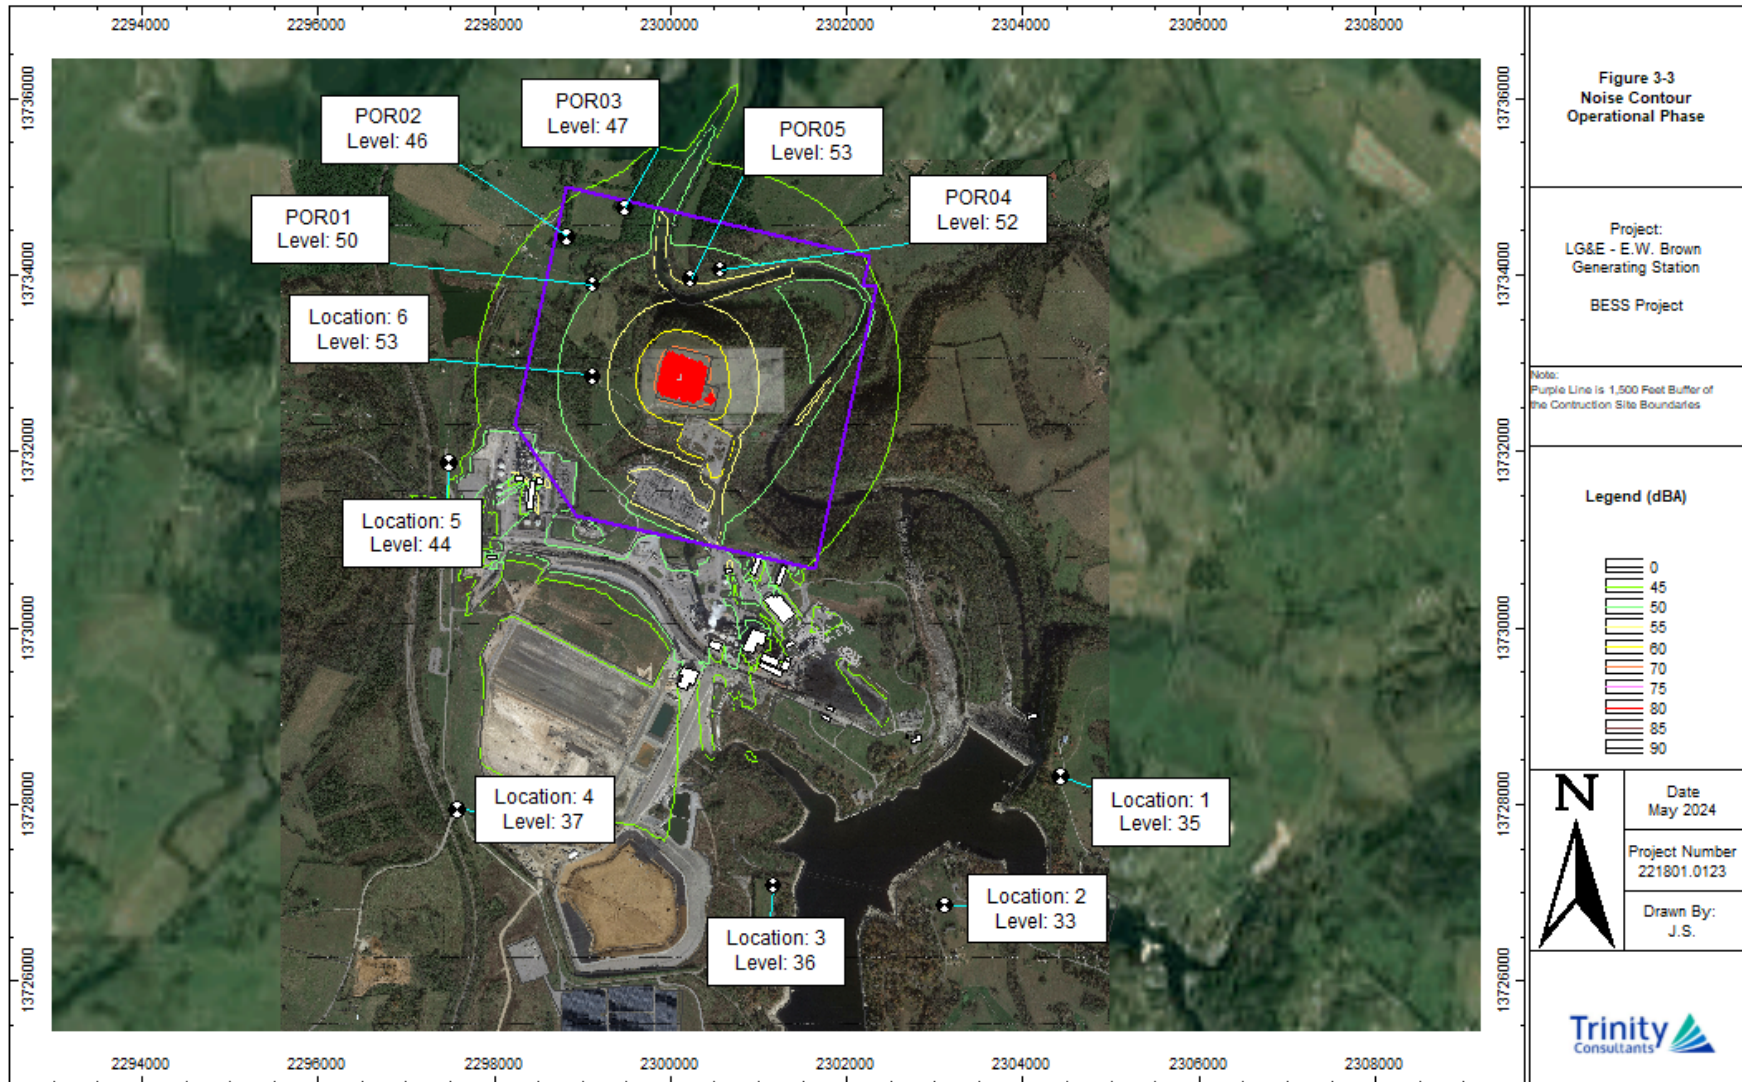 2294000
2296000
2298000
2300000
2302000
2304000
2306000
2308000
13736000
13734000
13732000
13730000
13728000
13726000
POR03
Level: 47
POR02
Level: 46
POR05
Level: 53
POR01
Level: 50
POR04
Level: 52
Location: 6
Level: 53
Location: 5
Level: 44
Location: 4
Level: 37
Location: 1
Level: 35
Location: 2
Level: 33
Location: 3
Level: 36
13736000
13734000
13732000
13730000
13728000
13726000
2294000
2296000
2298000
2300000
2302000
2304000
2306000
2308000
Figure 3-3
Noise Contour
Operational Phase
Project:
LG&E - E.W. Brown
Generating Station
BESS Project
Note:
Purple Line is 1,500 Feet Buffer of
the Contruction Site Boundaries
Legend (dBA)
0
45
50
55
60
70
75
80
85
90
N
Date
May 2024
Project Number
221801.0123
Drawn By:
J.S.
Trinity
Consultants